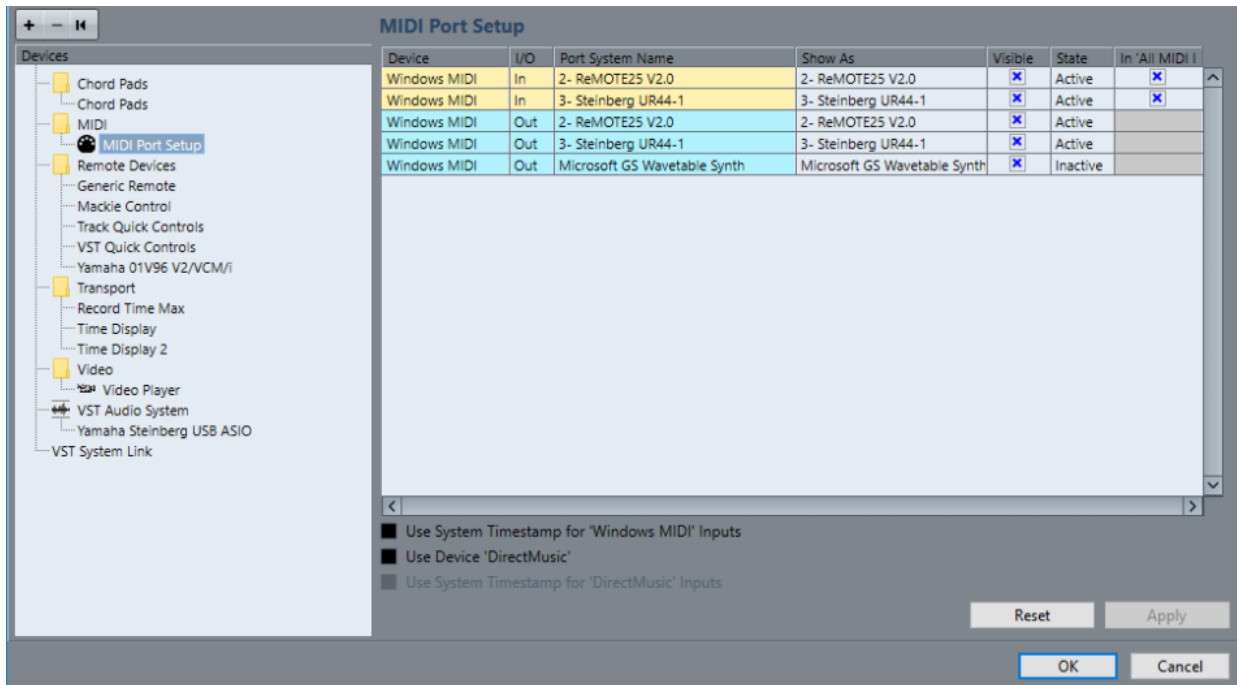 + - 
MIDI Port Setup
Devices
Chord Pads
Chord Pads
MIDI
MIDI Port Setup
Remote Devices
Generic Remote
Mackie Control
Track Quick Controls
VST Quick Controls
Yamaha 01V96 V2/VCM/i
Transport
Record Time Max
Time Display
Time Display 2
Video
Video Player
VST Audio System
Yamaha Steinberg USB ASIO
VST System Link
Device I/O Port System Name Show As Visible State In 'All MIDI I
Windows MIDI In 2- ReMOTE25 V2.0 2- ReMOTE25 V2.0 Active
Windows MIDI In 3- Steinberg UR44-1 3- Steinberg UR44-1 Active
Windows MIDI Out 2- ReMOTE25 V2.0 2- ReMOTE25 V2.0 Active
Windows MIDI Out 3- Steinberg UR44-1 3- Steinberg UR44-1 Active
Windows MIDI Out Microsoft GS Wavetable Synth Microsoft GS Wavetable Synth Inactive
Use System Timestamp for 'Windows MIDI' Inputs
Use Device 'DirectMusic'
Use System Timestamp for 'DirectMusic' Inputs
Reset Apply
OK Cancel